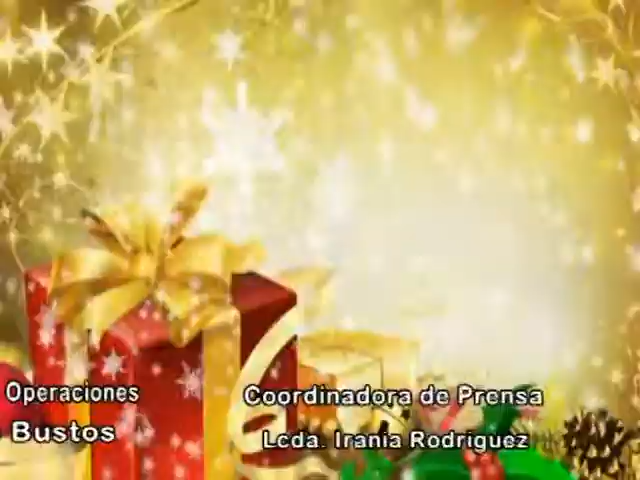 Operaciones
Bustos
Coordinadora de Prensa
Lcda. Irania Rodriguez